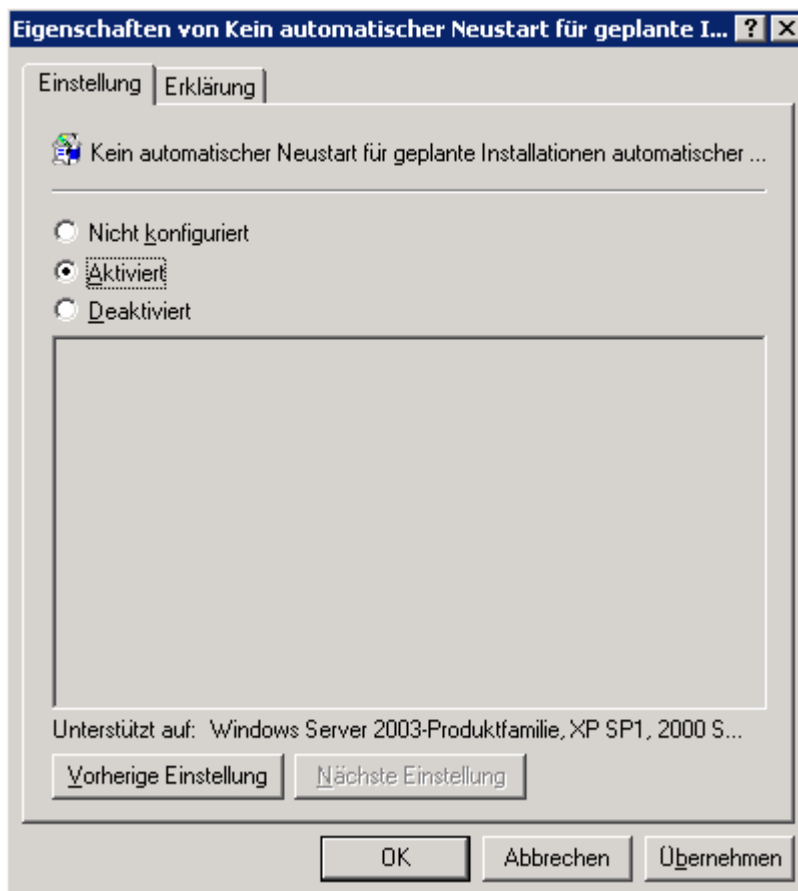 Eigenschaften von Kein automatischer Neustart für geplante I...
Einstellung Erklärung
Kein automatischer Neustart für geplante Installationen automatischer ...
Nicht konfiguriert
Aktiviert
Deaktiviert
Unterstützt auf: Windows Server 2003-Produktfamilie, XP SP1, 2000 S...
Vorherige Einstellung Nächste Einstellung
OK Abbrechen Übernehmen